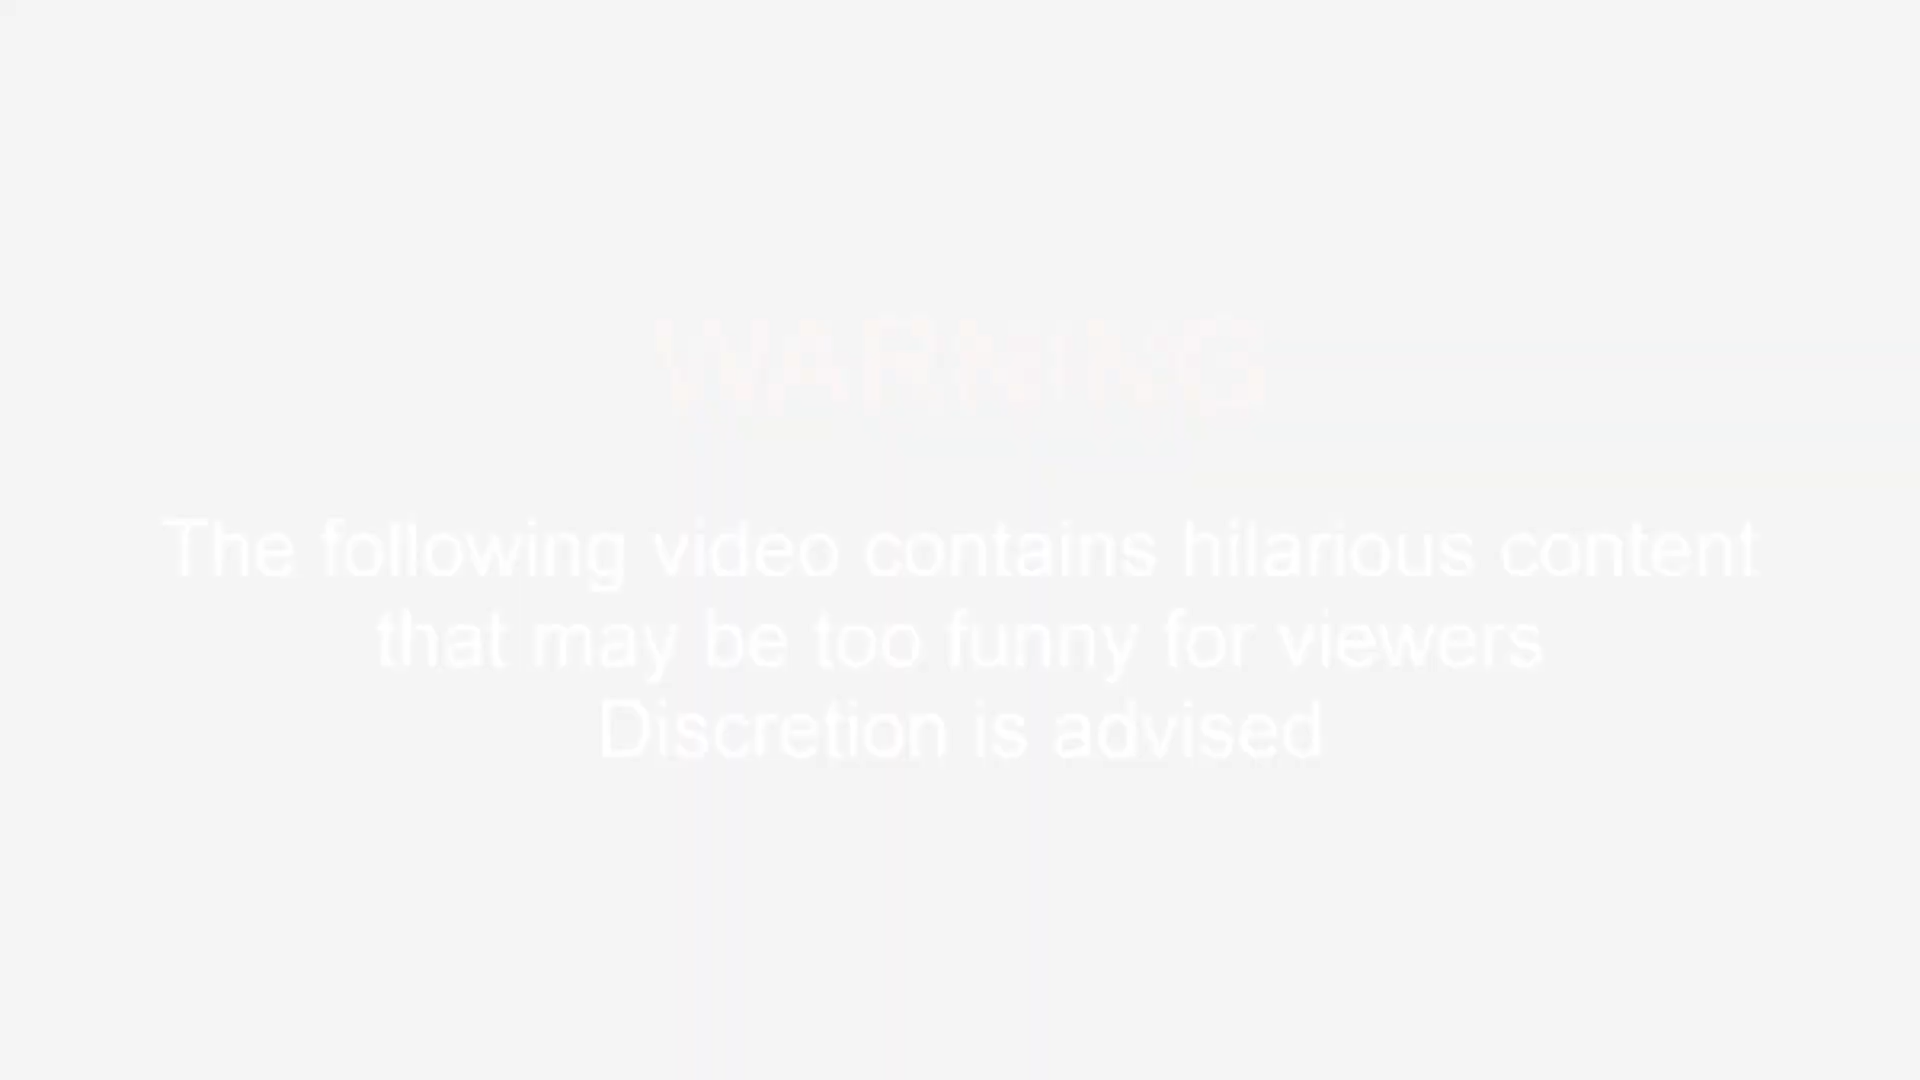 WARNING
The following video contains hilarious content
that may be too funny for viewers
Discretion is advised